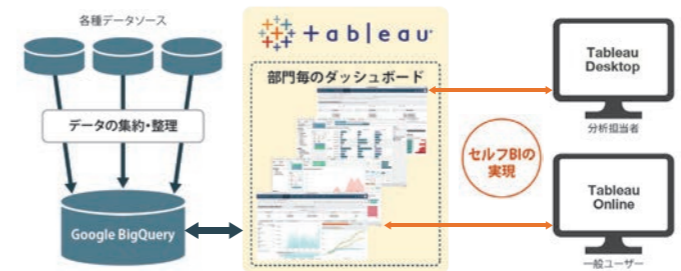 各種データソース
データの集約・整理
Google BigQuery
+ableau
部門毎のダッシュボード
セルフBIの
実現
Tableau
Desktop
分析担当者
Tableau
Online
一般ユーザー